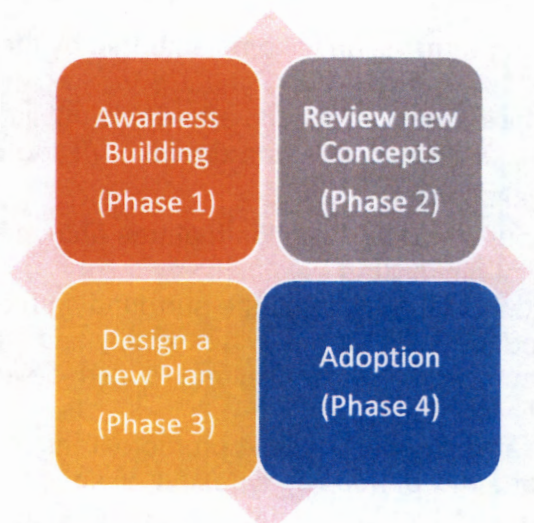 Awarness
Building
(Phase 1)
Review new
Concepts
(Phase 2)
Design a
new Plan
(Phase 3)
Adoption
(Phase 4)